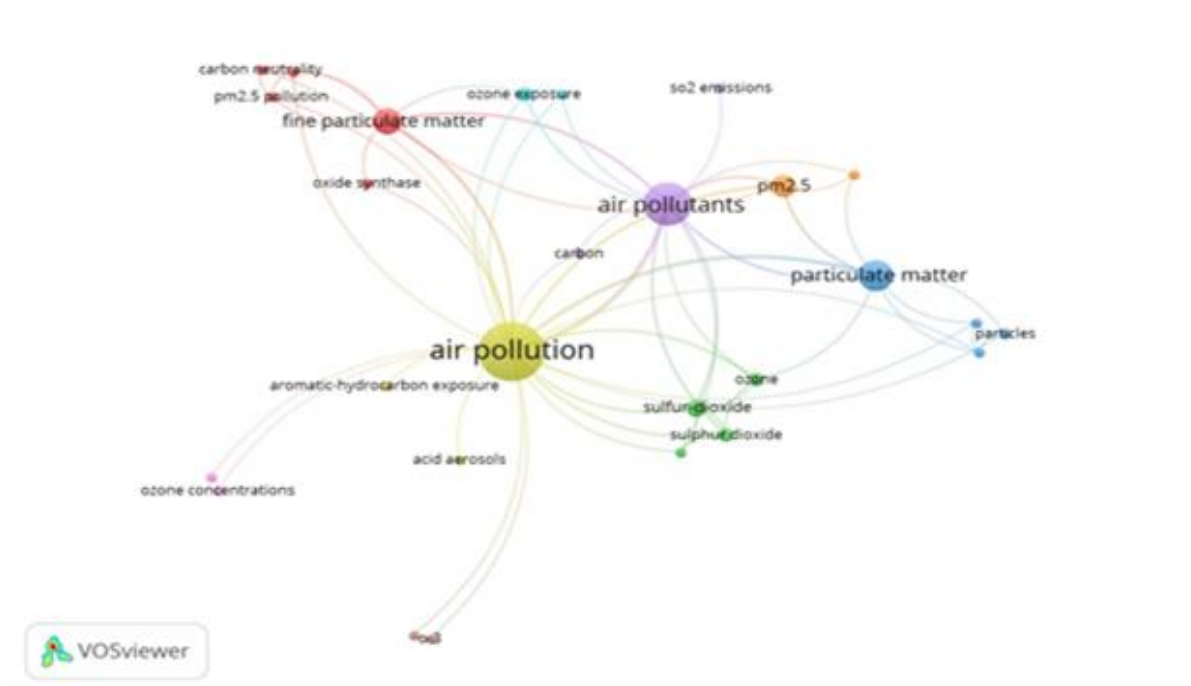 carbon neutrality
so2 emissions
ozone exposure
pm2.5 pollution
fine particulate matter
oxide synthase
pm2.5
air pollutants
carbon
particulate matter
particles
air pollution
ozone
aromatic-hydrocarbon exposure
sulfur-dioxide
sulphur dioxide
acid aerosols
ozone concentrations
VOSviewer